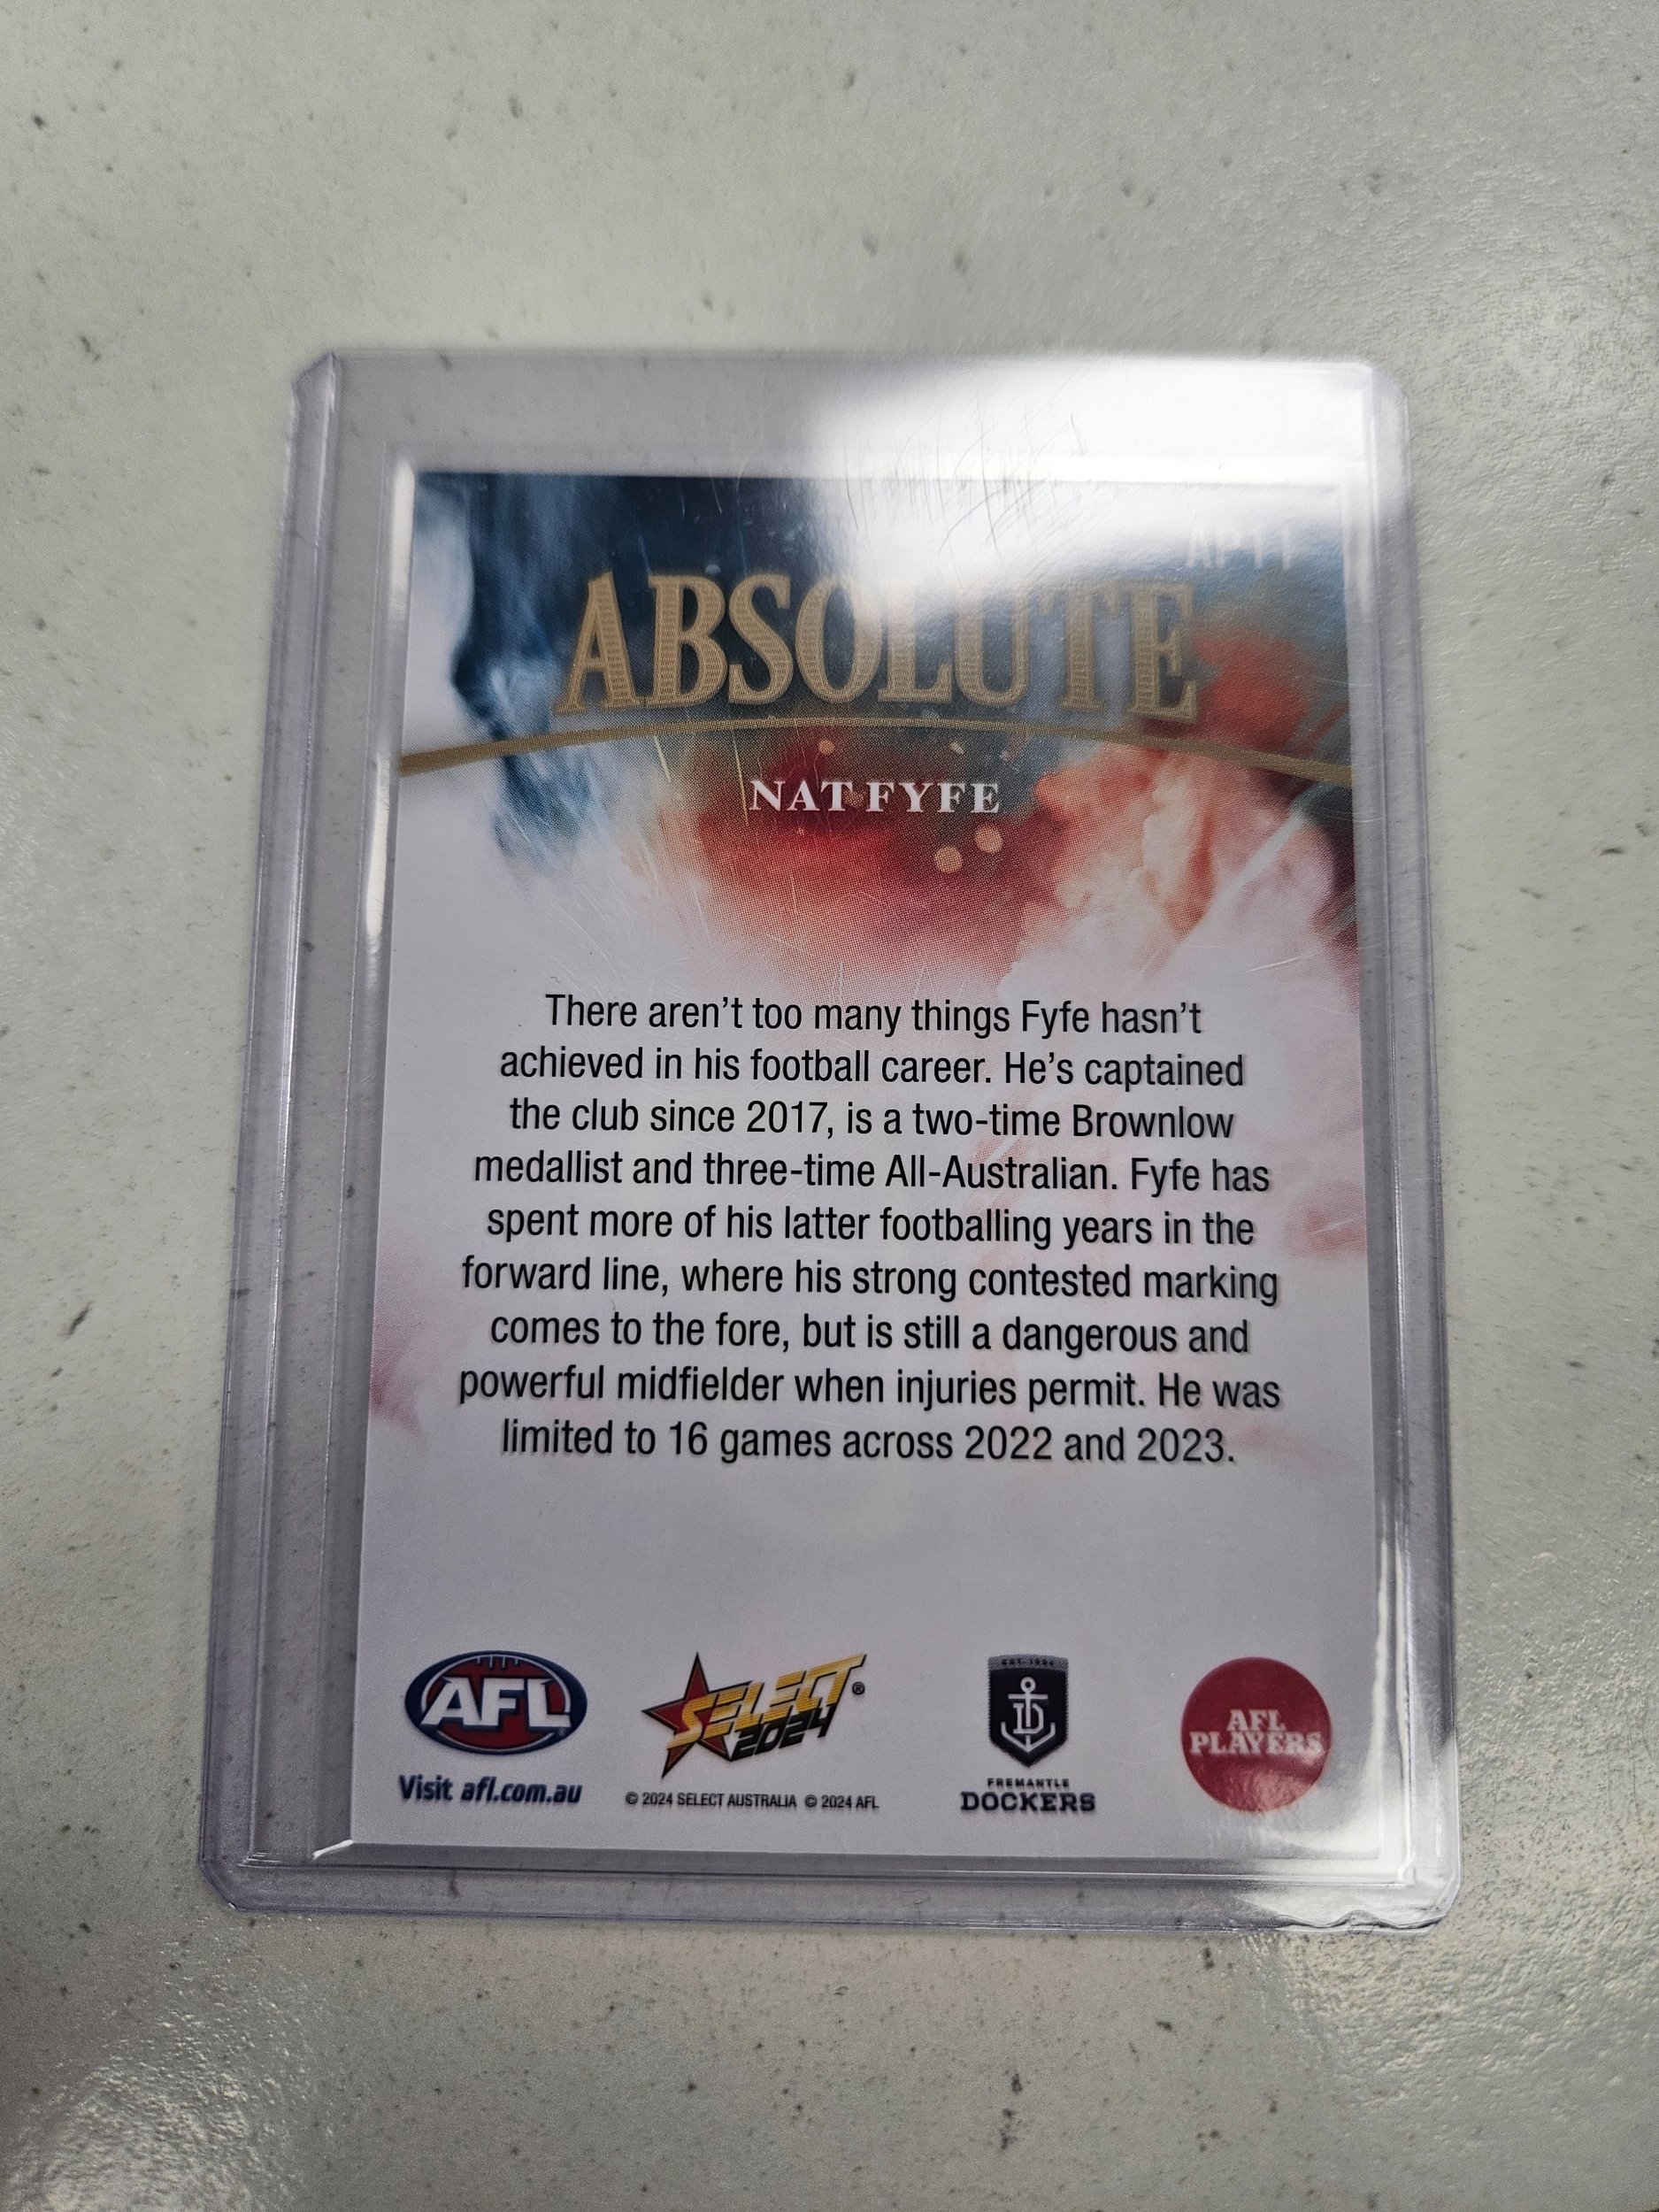 AP11
ABSOLUTE
NAT FYFE
There aren't too many things Fyfe hasn't
achieved in his football career. He's captained
the club since 2017, is a two-time Brownlow
medallist and three-time All-Australian. Fyfe has
spent more of his latter footballing years in the
forward line, where his strong contested marking
comes to the fore, but is still a dangerous and
powerful midfielder when injuries permit. He was
limited to 16 games across 2022 and 2023.
AFL
Visit afl.com.au
SELECT®
2024
© 2024 SELECT AUSTRALIA © 2024 AFL
EST. 1994
FREMANTLE
DOCKERS
AFL
PLAYERS